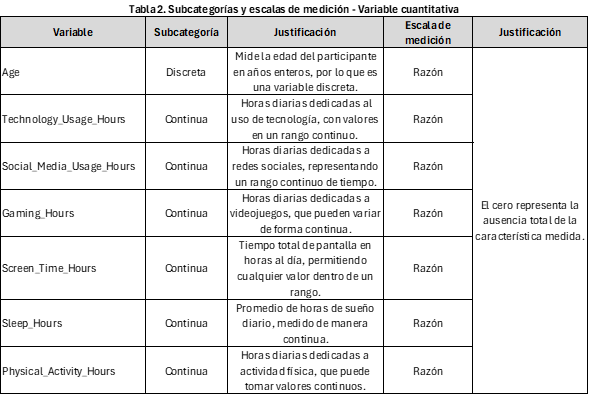 Tabla 2. Subcategorías y escalas de medición - Variable cuantitativa
Variable
Subcategoría
Justificación
Escala de
medición
Justificación
Age
Discreta
Mide la edad del participante
en años enteros, por lo que es
una variable discreta.
Razón
Technology_Usage_Hours
Continua
Horas diarias dedicadas al
uso de tecnología, con valores
en un rango continuo.
Razón
Social_Media_Usage_Hours
Continua
Horas diarias dedicadas a
redes sociales, representando
un rango continuo de tiempo.
Razón
Gaming_Hours
Continua
Horas diarias dedicadas a
videojuegos, que pueden variar
de forma continua.
Razón
Screen_Time_Hours
Continua
Tiempo total de pantalla en
horas al día, permitiendo
cualquier valor dentro de un
rango.
Razón
Sleep_Hours
Continua
Promedio de horas de sueño
diario, medido de manera
continua.
Razón
Physical_Activity_Hours
Continua
Horas diarias dedicadas a
actividad física, que puede
tomar valores continuos.
Razón
El cero representa la
ausencia total de la
característica medida.